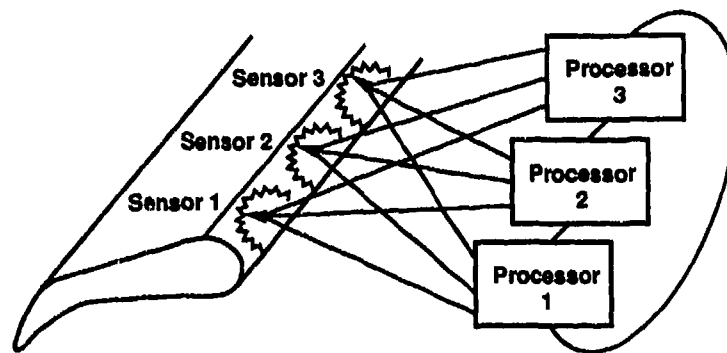 Sensor 3
Sensor 2
Sensor 1
Processor
3
Processor
2
Processor
1